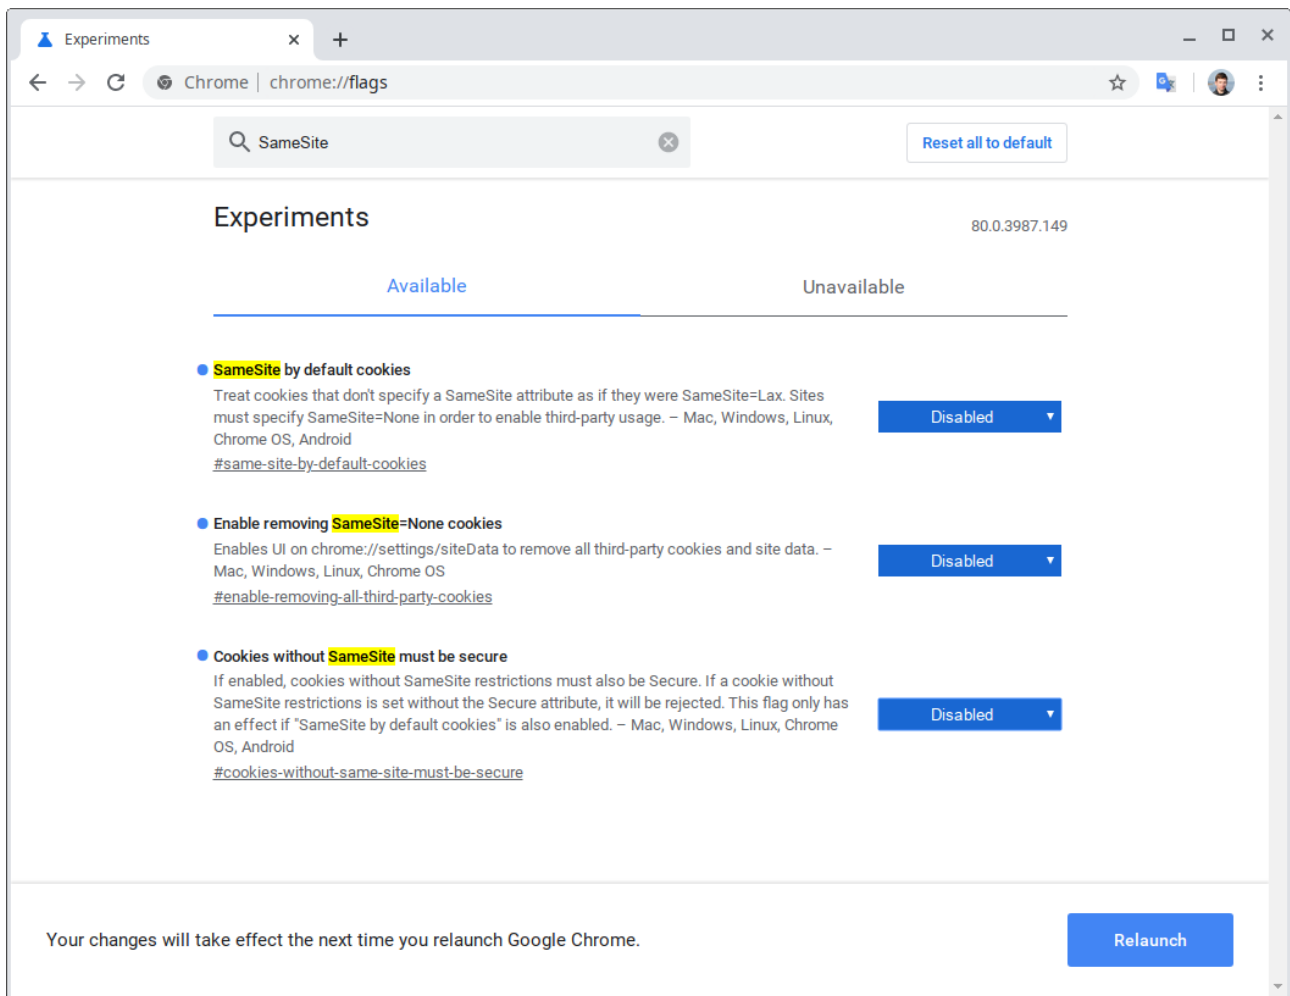 Experiments
Chrome | chrome://flags
SameSite
Reset all to default
Experiments
80.0.3987.149
Available
Unavailable
SameSite by default cookies
Treat cookies that don't specify a SameSite attribute as if they were SameSite=Lax. Sites
must specify SameSite=None in order to enable third-party usage. – Mac, Windows, Linux,
Chrome OS, Android
#same-site-by-default-cookies
Disabled
Enable removing SameSite=None cookies
Enables UI on chrome://settings/siteData to remove all third-party cookies and site data. –
Mac, Windows, Linux, Chrome OS
#enable-removing-all-third-party-cookies
Disabled
Cookies without SameSite must be secure
If enabled, cookies without SameSite restrictions must also be Secure. If a cookie without
SameSite restrictions is set without the Secure attribute, it will be rejected. This flag only has
an effect if "SameSite by default cookies" is also enabled. – Mac, Windows, Linux, Chrome
OS, Android
#cookies-without-same-site-must-be-secure
Disabled
Your changes will take effect the next time you relaunch Google Chrome.
Relaunch